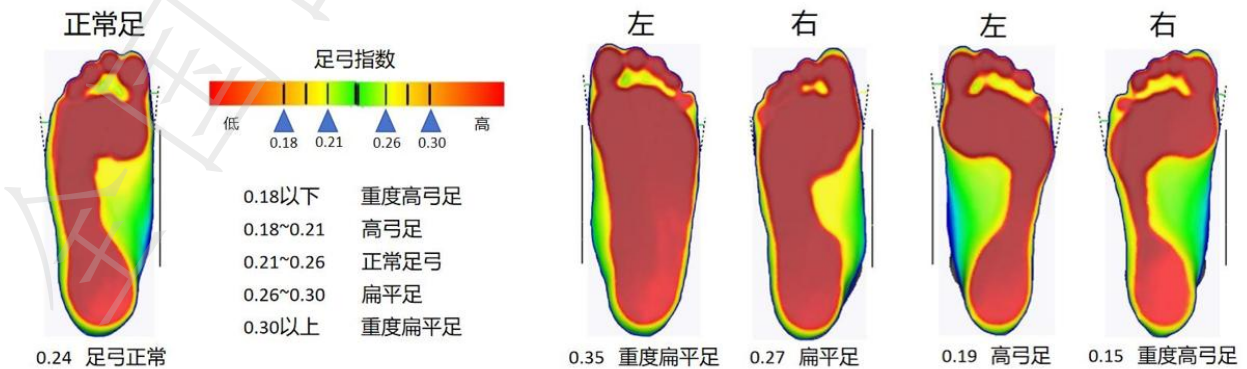 正常足
足弓指数
低
高
0.18
0.21
0.26
0.30
0.18以下 重度高弓足
0.18~0.21 高弓足
0.21~0.26 正常足弓
0.26~0.30 扁平足
0.30以上 重度扁平足
0.24 足弓正常
左
右
0.35 重度扁平足
0.27 扁平足
左
右
0.19 高弓足
0.15 重度高弓足